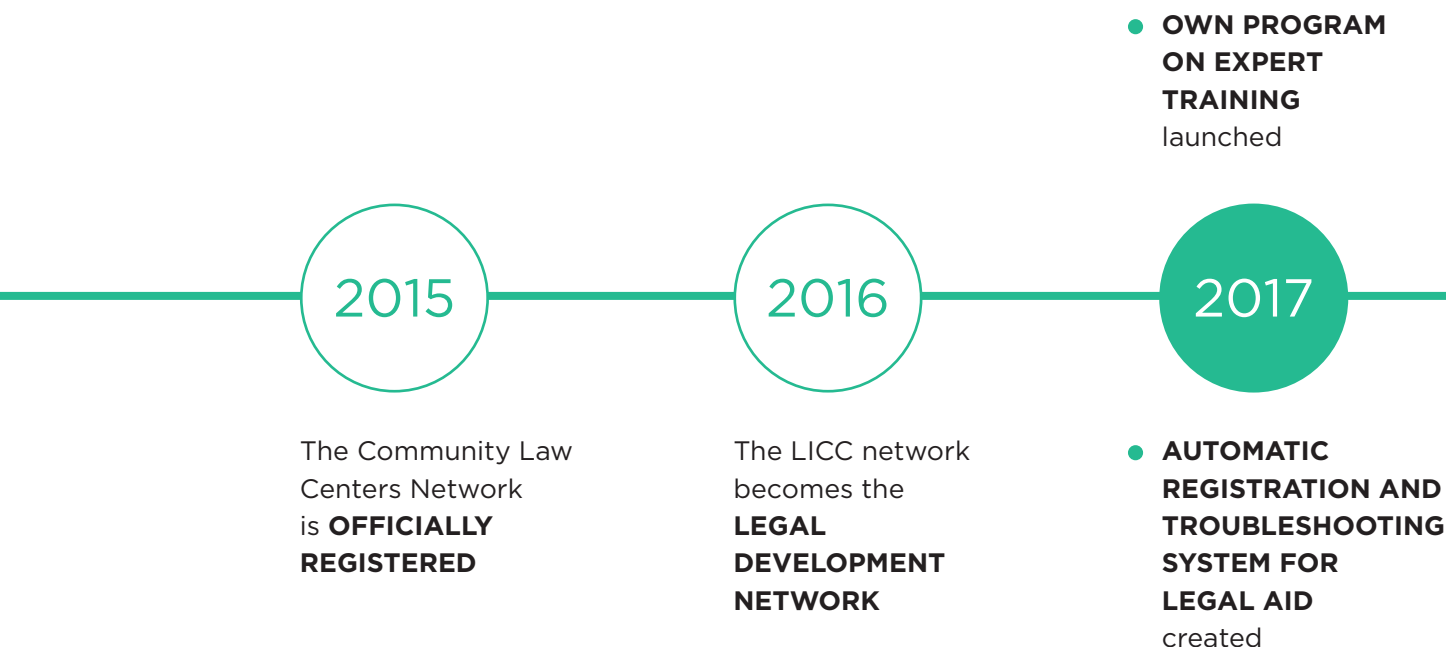 OWN PROGRAM
ON EXPERT
TRAINING
launched
2015
2016
2017
The Community Law
Centers Network
is OFFICIALLY
REGISTERED
The LICC network
becomes the
LEGAL
DEVELOPMENT
NETWORK
AUTOMATIC
REGISTRATION AND
TROUBLESHOOTING
SYSTEM FOR
LEGAL AID
created